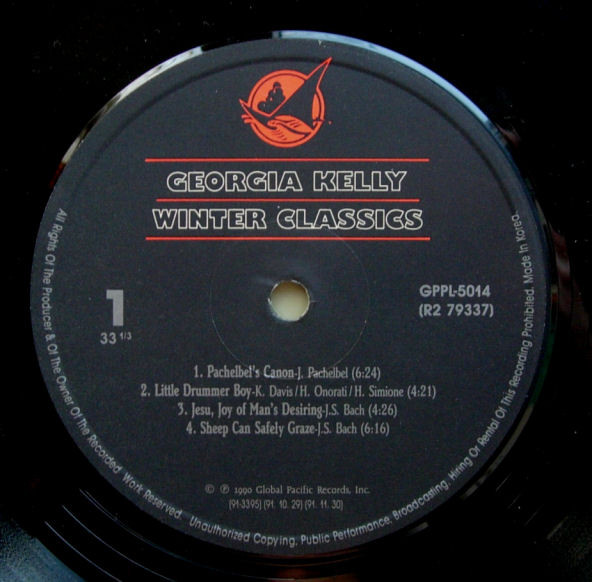 GEORGIA KELLY
WINTER CLASSICS
1
33 1/3
GPPL-5014
(R2 79337)
1. Pachelbel's Canon-J. Pachelbel (6:24)
2. Little Drummer Boy-K. Davis/H. Onorati/H. Simione (4:21)
3. Jesu, Joy of Man's Desiring-J.S. Bach (4:26)
4. Sheep Can Safely Graze-J.S. Bach (6:16)
© ℗ 1990 Global Pacific Records, Inc.
(91-3395) (91. 10. 29) (91. 11. 30)
All Rights Of The Producer & Of The Owner Of The Recorded Work Reserved. Unauthorized Copying, Public Performance, Broadcasting, Hiring Or Rental Of This Recording Prohibited. Made In Korea.